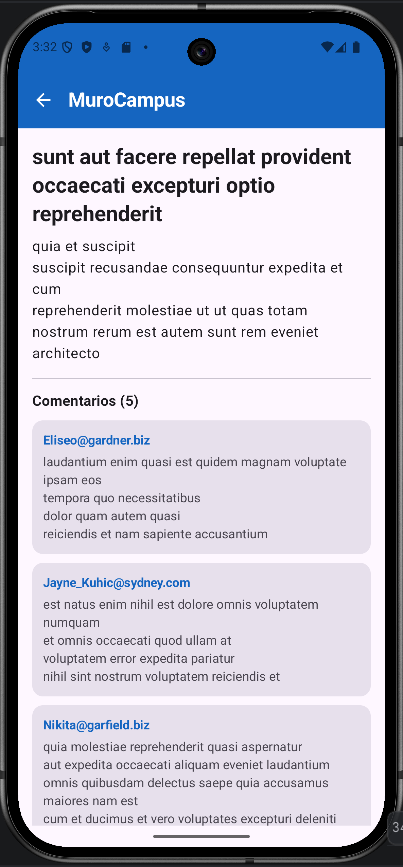 3:32
MuroCampus
sunt aut facere repellat provident
occaecati excepturi optio
reprehenderit
quia et suscipit
suscipit recusandae consequuntur expedita et
cum
reprehenderit molestiae ut ut quas totam
nostrum rerum est autem sunt rem eveniet
architecto
Comentarios (5)
Eliseo@gardner.biz
laudantium enim quasi est quidem magnam voluptate
ipsam eos
tempora quo necessitatibus
dolor quam autem quasi
reiciendis et nam sapiente accusantium
Jayne_Kuhic@sydney.com
est natus enim nihil est dolore omnis voluptatem
numquam
et omnis occaecati quod ullam at
voluptatem error expedita pariatur
nihil sint nostrum voluptatem reiciendis et
Nikita@garfield.biz
quia molestiae reprehenderit quasi aspernatur
aut expedita occaecati aliquam eveniet laudantium
omnis quibusdam delectus saepe quia accusamus
maiores nam est
cum et ducimus et vero voluptates excepturi deleniti